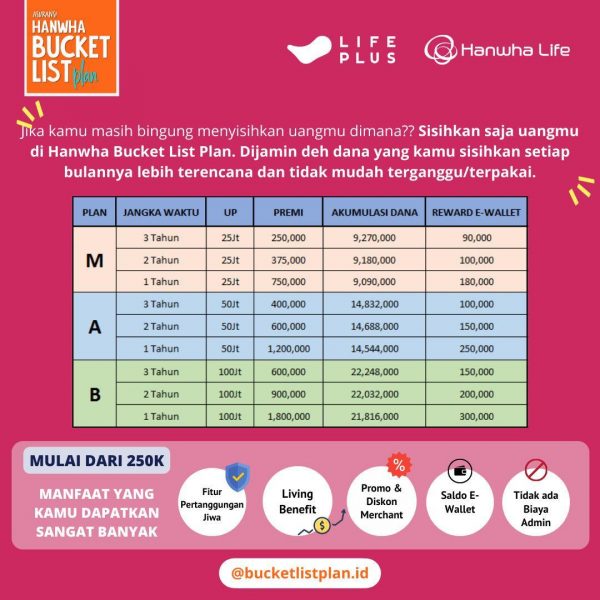 ASURANSI
HANWHA
BUCKET
LIST plan
LIFE
PLUS
Hanwha Life
Jika kamu masih bingung menyisihkan uangmu dimana?? Sisihkan saja uangmu
di Hanwha Bucket List Plan. Dijamin deh dana yang kamu sisihkan setiap
bulannya lebih terencana dan tidak mudah terganggu/terpakai.
PLAN JANGKA WAKTU UP PREMI AKUMULASI DANA REWARD E-WALLET
M
3 Tahun 25Jt 250,000 9,270,000 90,000
2 Tahun 25Jt 375,000 9,180,000 100,000
1 Tahun 25Jt 750,000 9,090,000 180,000
A
3 Tahun 50Jt 400,000 14,832,000 100,000
2 Tahun 50Jt 600,000 14,688,000 150,000
1 Tahun 50Jt 1,200,000 14,544,000 250,000
B
3 Tahun 100Jt 600,000 22,248,000 150,000
2 Tahun 100Jt 900,000 22,032,000 200,000
1 Tahun 100Jt 1,800,000 21,816,000 300,000
MULAI DARI 250K
MANFAAT YANG
KAMU DAPATKAN
SANGAT BANYAK
Fitur
Pertanggungan
Jiwa
Living
Benefit
$
%
Promo &
Diskon
Merchant
Saldo E-
Wallet
Tidak ada
Biaya
Admin
@bucketlistplan.id